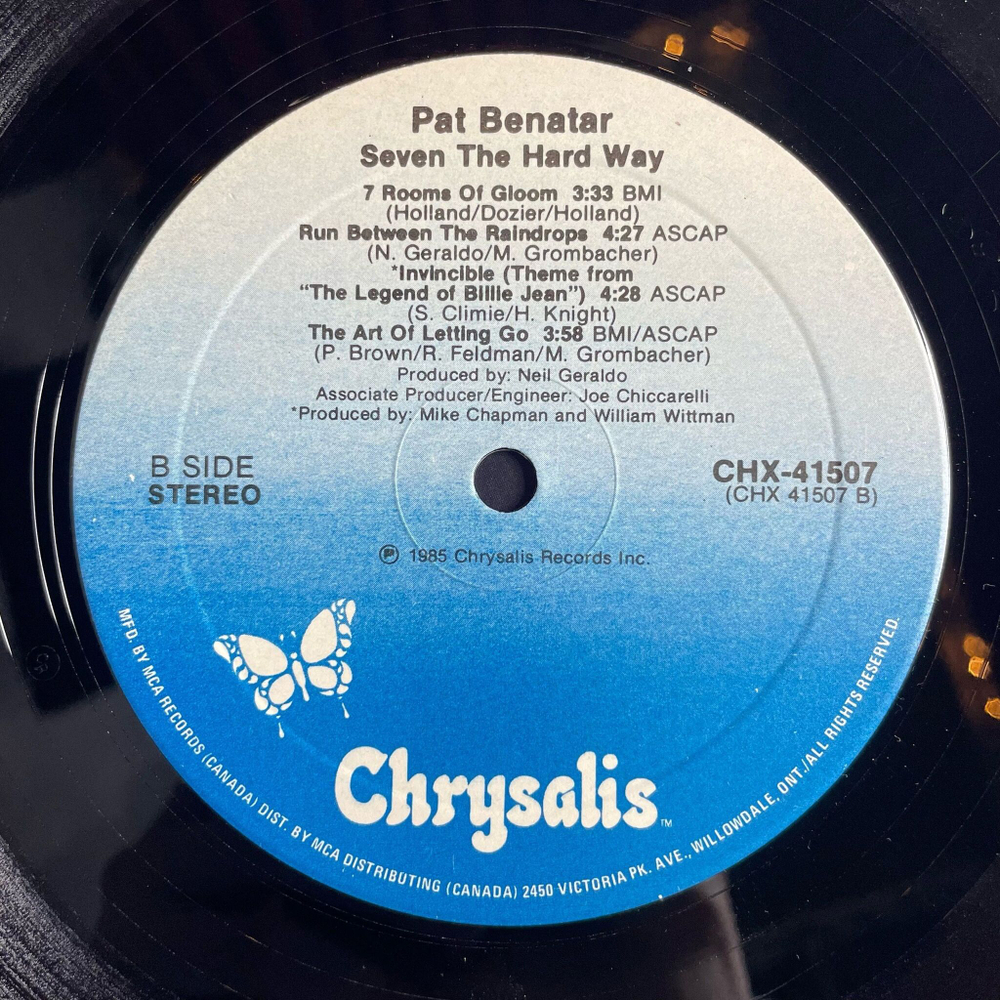 Pat Benatar
Seven The Hard Way
7 Rooms Of Gloom 3:33 BMI
(Holland/Dozier/Holland)
Run Between The Raindrops 4:27 ASCAP
(N. Geraldo/M. Grombacher)
*Invincible (Theme from
"The Legend of Billie Jean") 4:28 ASCAP
(S. Climie/H. Knight)
The Art Of Letting Go 3:58 BMI/ASCAP
(P. Brown/R. Feldman/M. Grombacher)
Produced by: Neil Geraldo
Associate Producer/Engineer: Joe Chiccarelli
*Produced by: Mike Chapman and William Wittman
B SIDE
STEREO
CHX-41507
(CHX 41507 B)
℗ 1985 Chrysalis Records Inc.
Chrysalis™
MFD. BY MCA RECORDS (CANADA) DIST. BY MCA DISTRIBUTING (CANADA) 2450 VICTORIA PK. AVE., WILLOWDALE, ONT./ALL RIGHTS RESERVED.